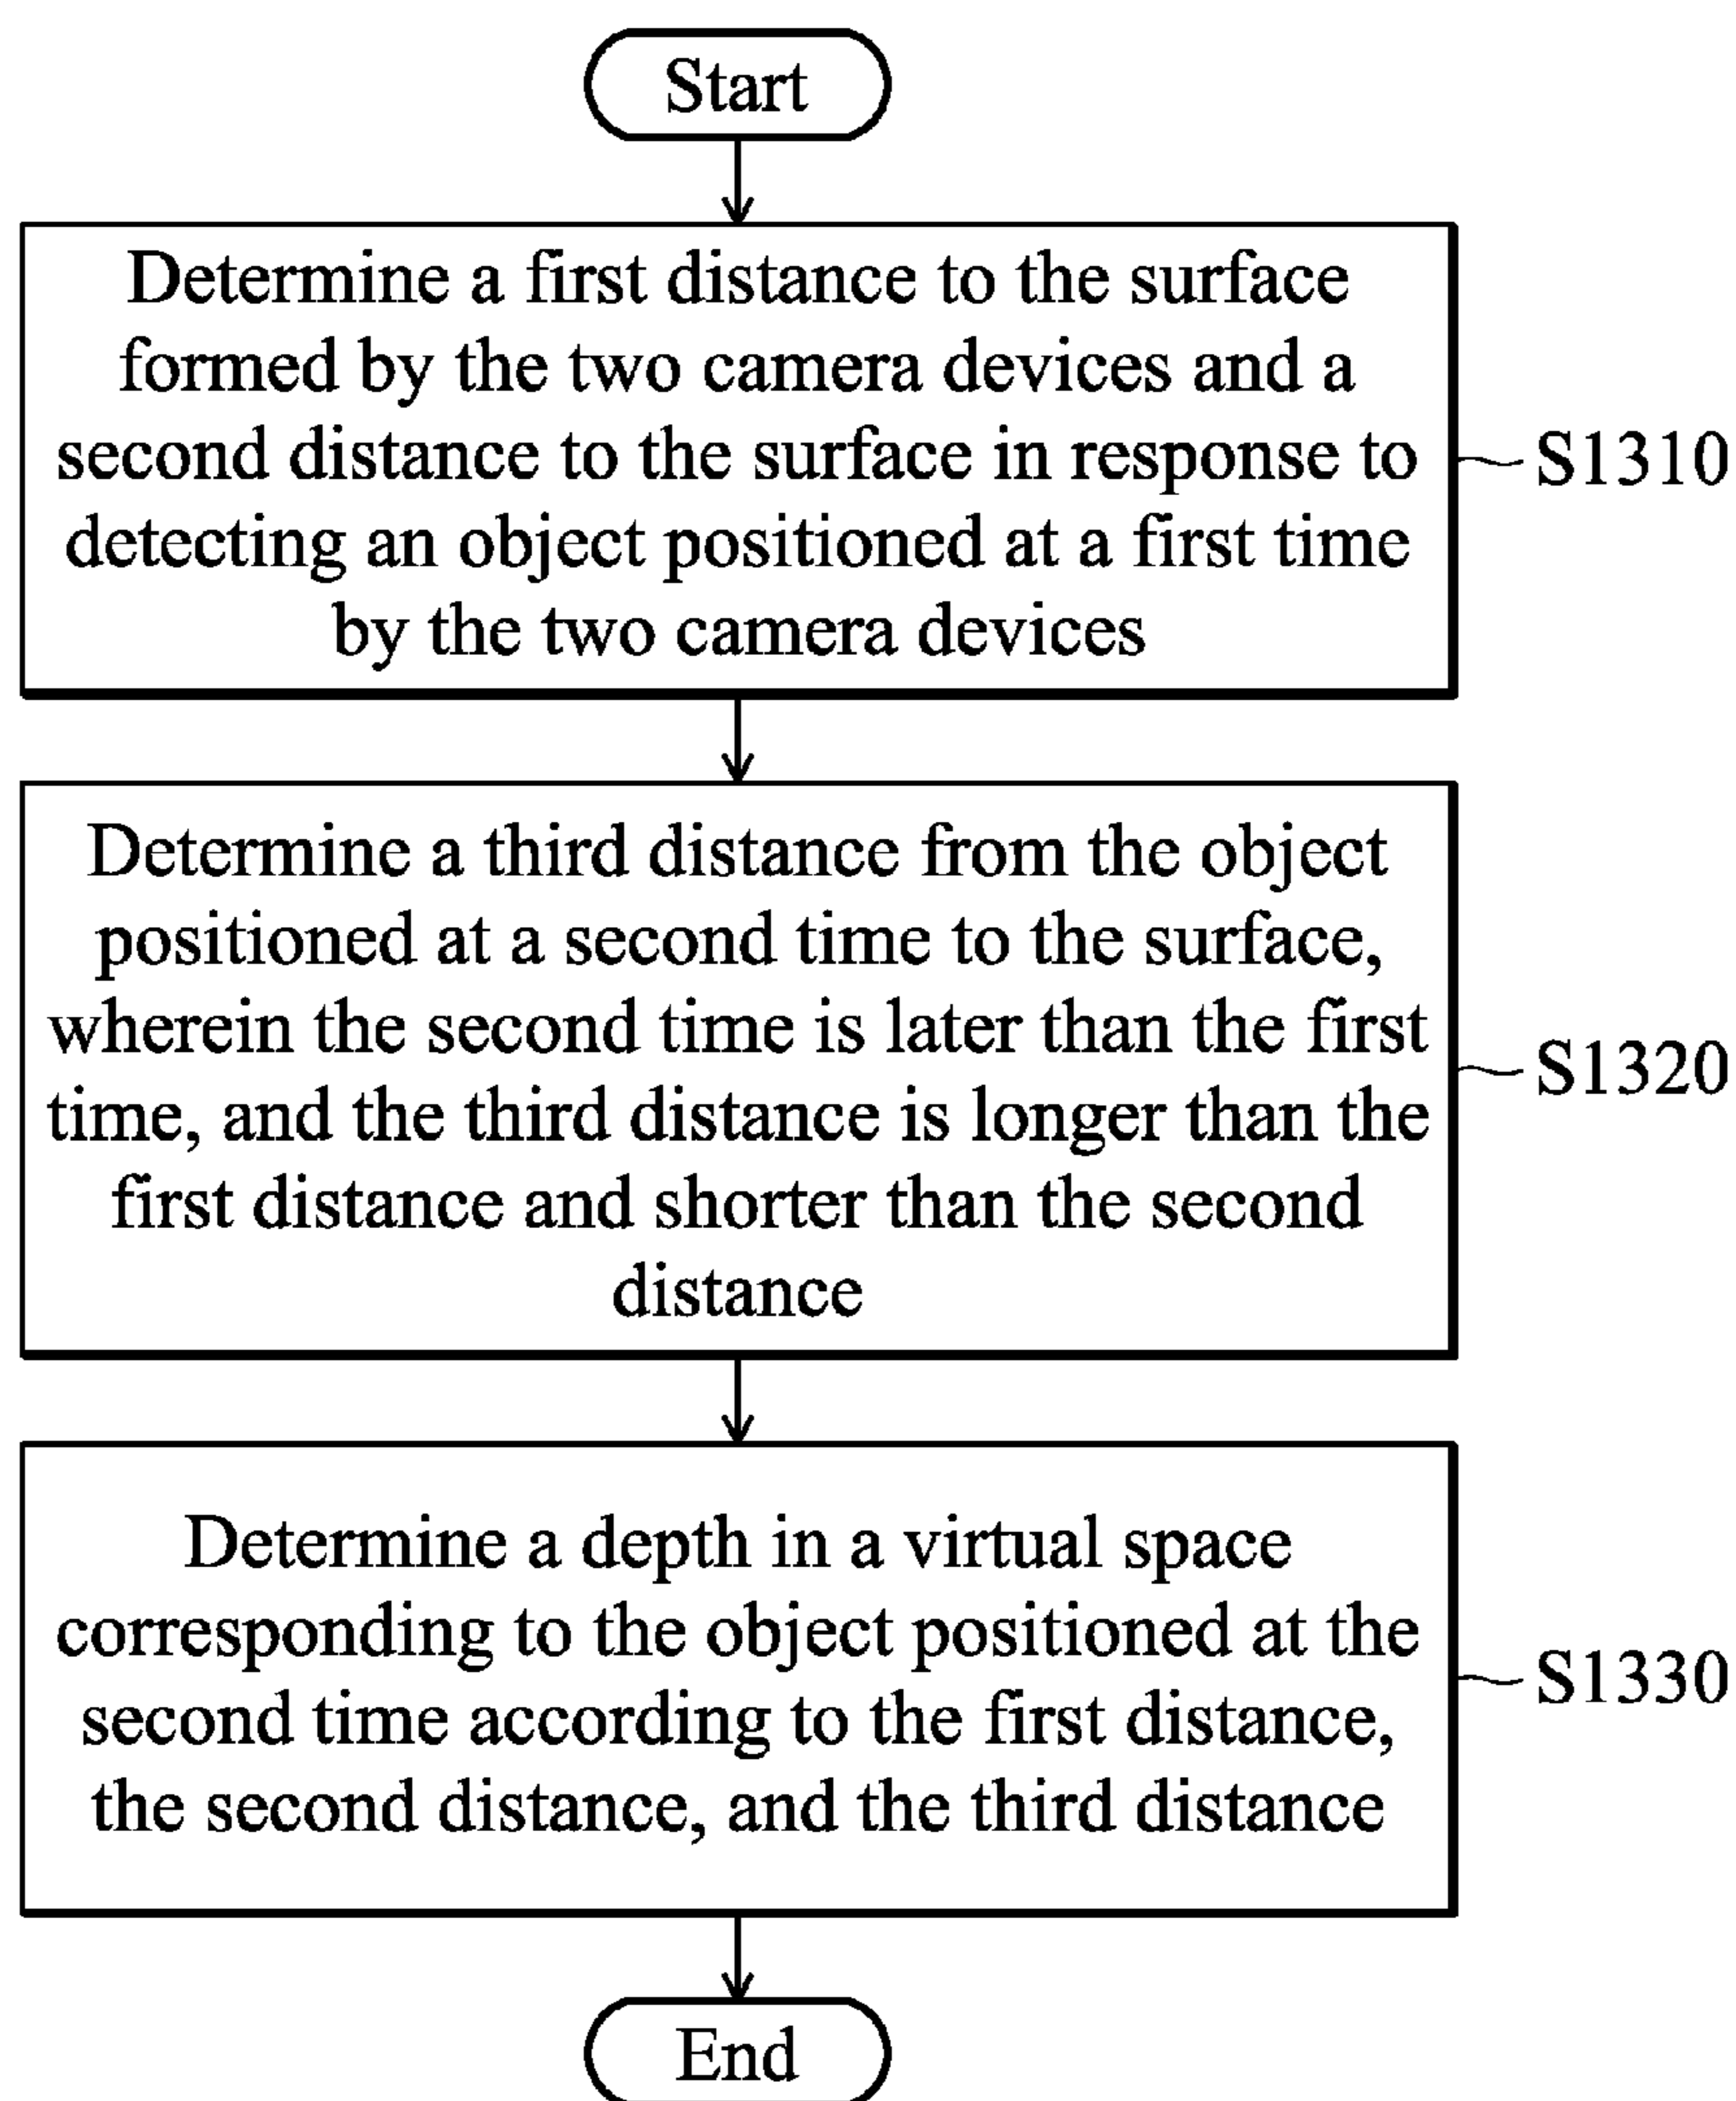 Start
Determine a first distance to the surface
formed by the two camera devices and a
second distance to the surface in response to
detecting an object positioned at a first time
by the two camera devices
S1310
Determine a third distance from the object
positioned at a second time to the surface,
wherein the second time is later than the first
time, and the third distance is longer than the
first distance and shorter than the second
distance
S1320
Determine a depth in a virtual space
corresponding to the object positioned at the
second time according to the first distance,
the second distance, and the third distance
S1330
End